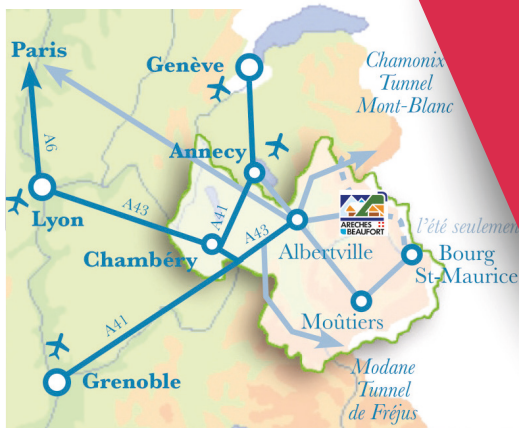 Paris
Genève
Chamonix
Tunnel
Mont-Blanc
A6
Annecy
Lyon
A43
A41
A43
ARECHES
BEAUFORT
l'été seulemen
Chambéry
Albertville
Bourg
St-Maurice
Moûtiers
A41
Grenoble
Modane
Tunnel
de Fréjus